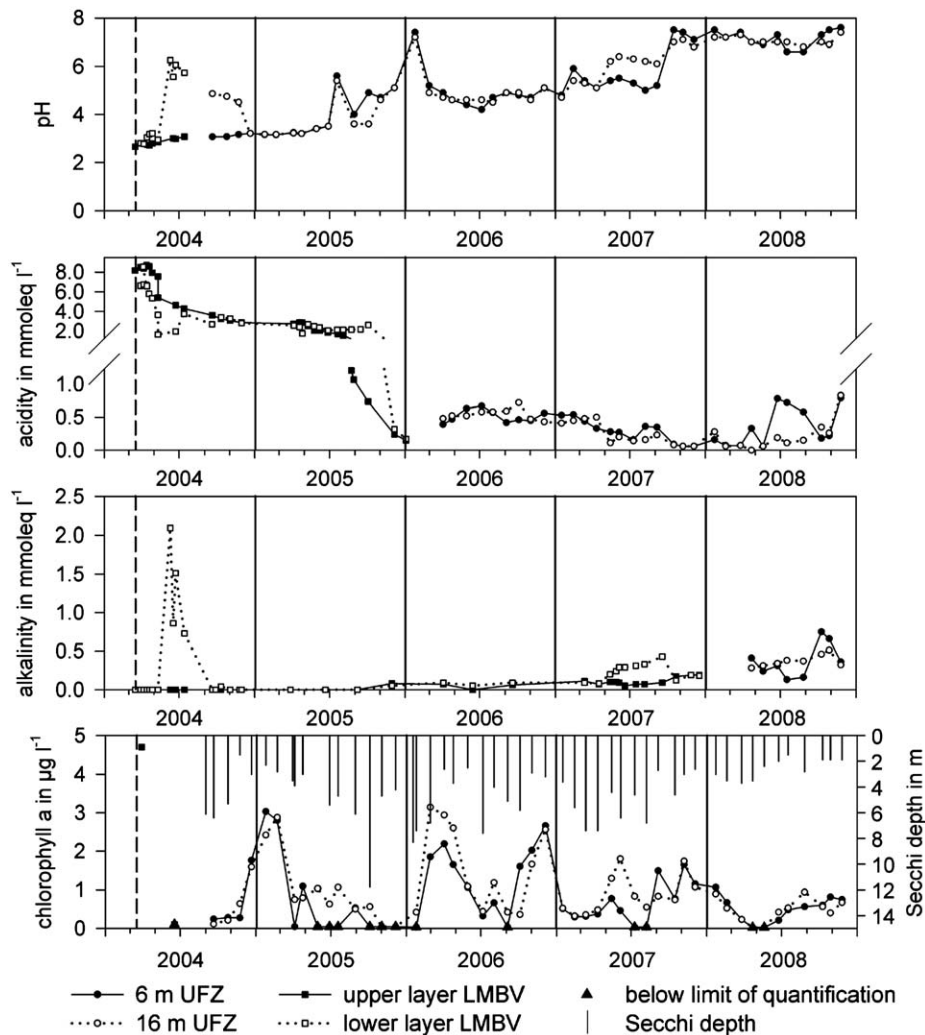 8
6
4
2
0
pH
2004 2005 2006 2007 2008
8.0
6.0
4.0
2.0
1.0
0.5
0.0
acidity in mmoleq l⁻¹
2004 2005 2006 2007 2008
2.5
2.0
1.5
1.0
0.5
0.0
alkalinity in mmoleq l⁻¹
2004 2005 2006 2007 2008
5
4
3
2
1
0
chlorophyll a in µg l⁻¹
0
2
4
6
8
10
12
14
Secchi depth in m
2004 2005 2006 2007 2008
6 m UFZ upper layer LMBV below limit of quantification
16 m UFZ lower layer LMBV Secchi depth